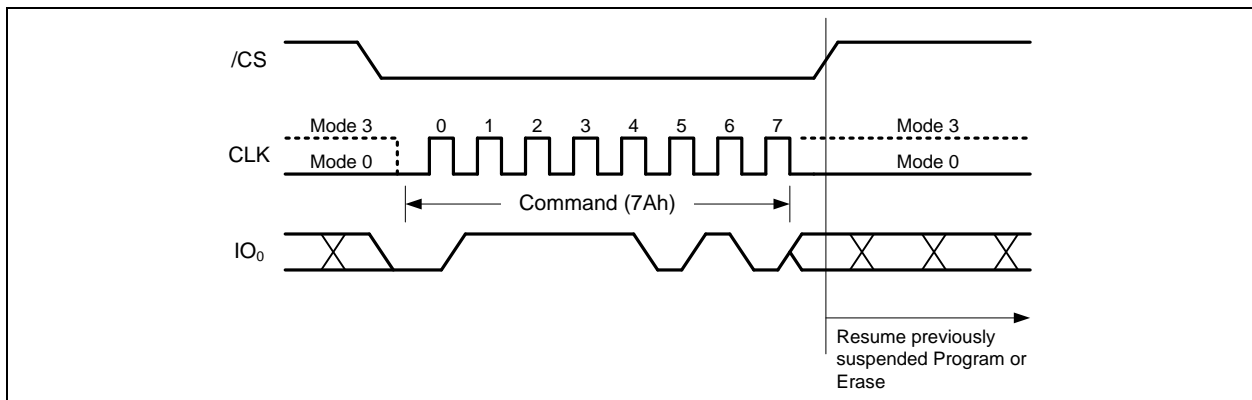 /CS
Mode 3 0 1 2 3 4 5 6 7 Mode 3
CLK
Mode 0 Mode 0
Command (7Ah)
IO₀
Resume previously
suspended Program or
Erase